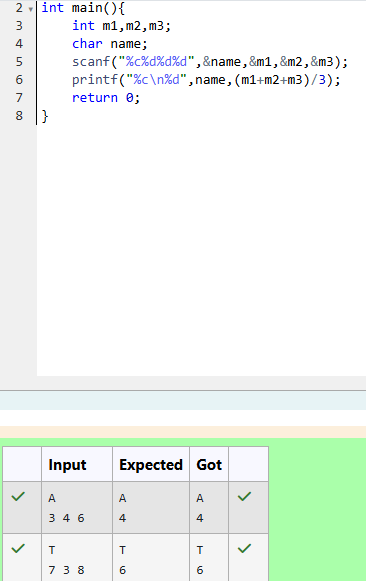 2 int main(){
3 int m1,m2,m3;
4 char name;
5 scanf("%c%d%d%d",&name,&m1,&m2,&m3);
6 printf("%c\n%d",name,(m1+m2+m3)/3);
7 return 0;
8 }
Input Expected Got
A A A
3 4 6 4 4
T T T
7 3 8 6 6